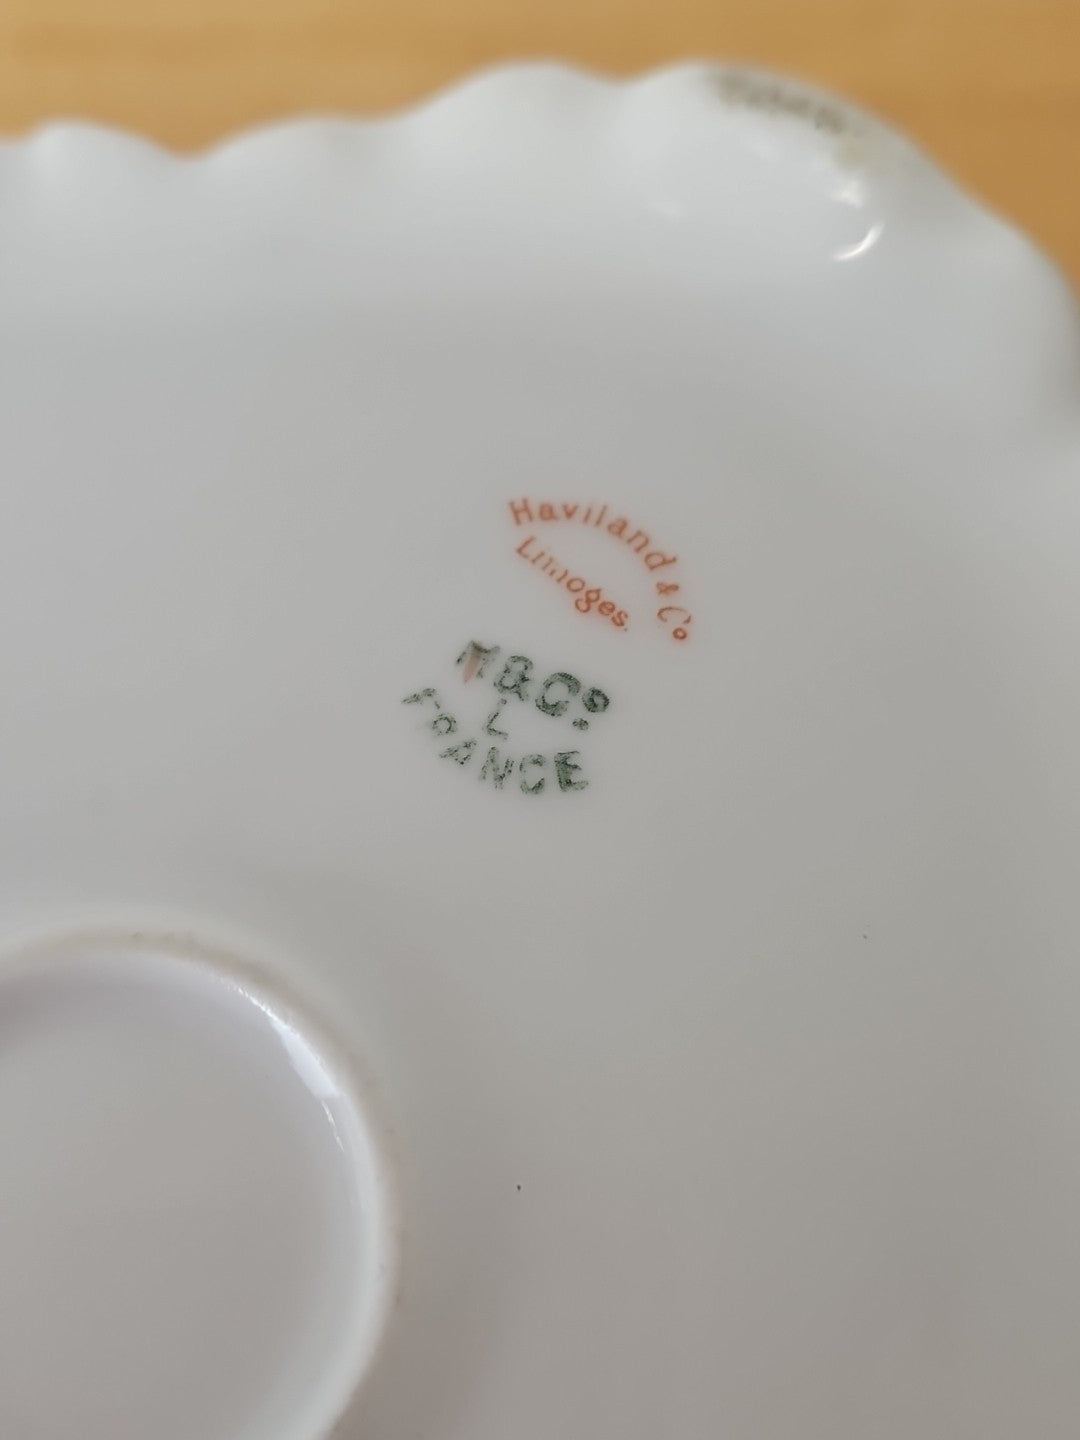 Haviland & Co
Limoges.
H&Co
L
FRANCE